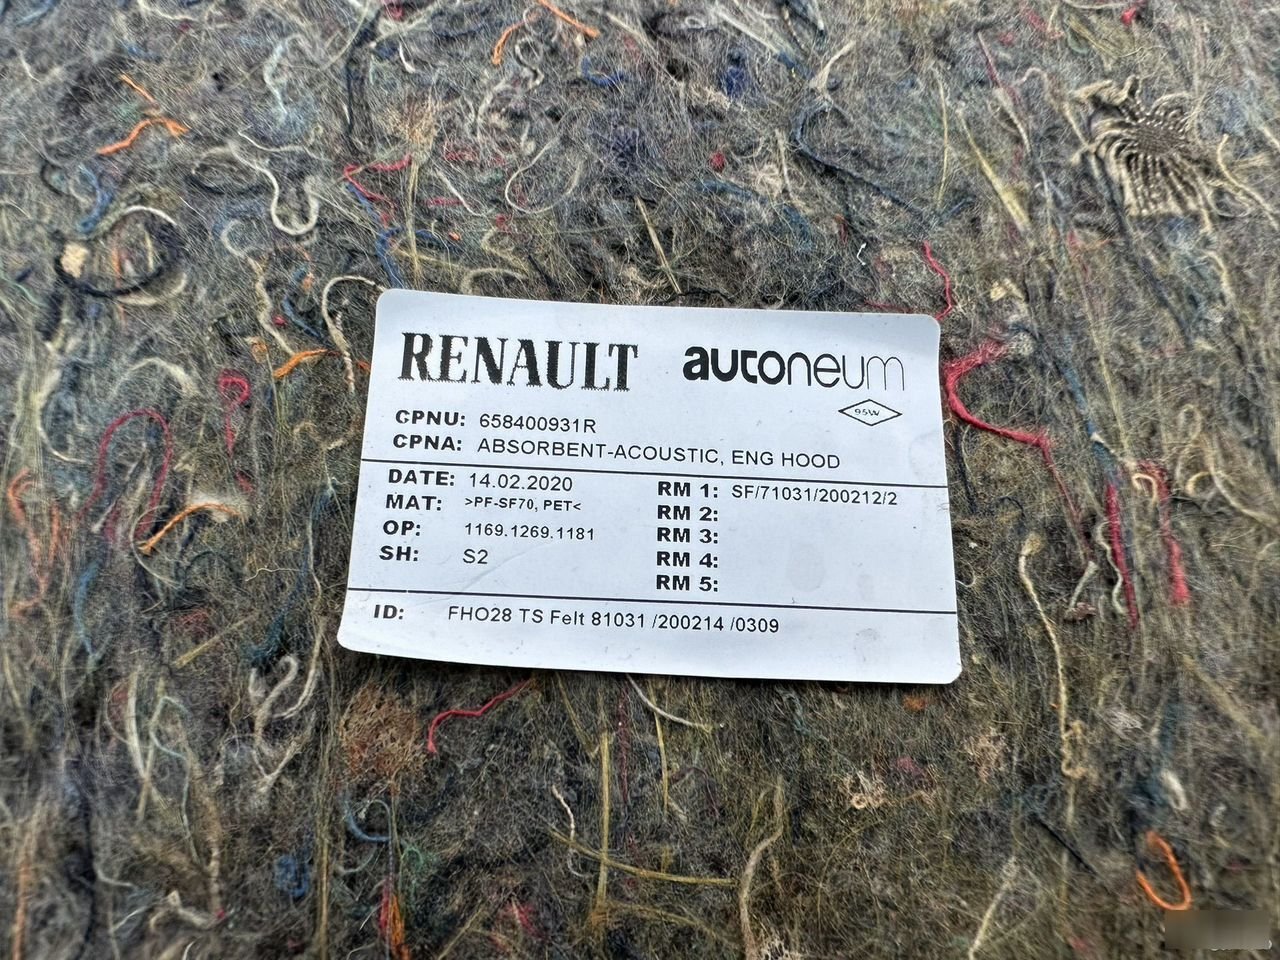 RENAULT autoneum
95W
CPNU: 658400931R
CPNA: ABSORBENT-ACOUSTIC, ENG HOOD
DATE: 14.02.2020
MAT: >PF-SF70, PET<
OP: 1169.1269.1181
SH: S2
RM 1: SF/71031/200212/2
RM 2:
RM 3:
RM 4:
RM 5:
ID: FHO28 TS Felt 81031 /200214 /0309